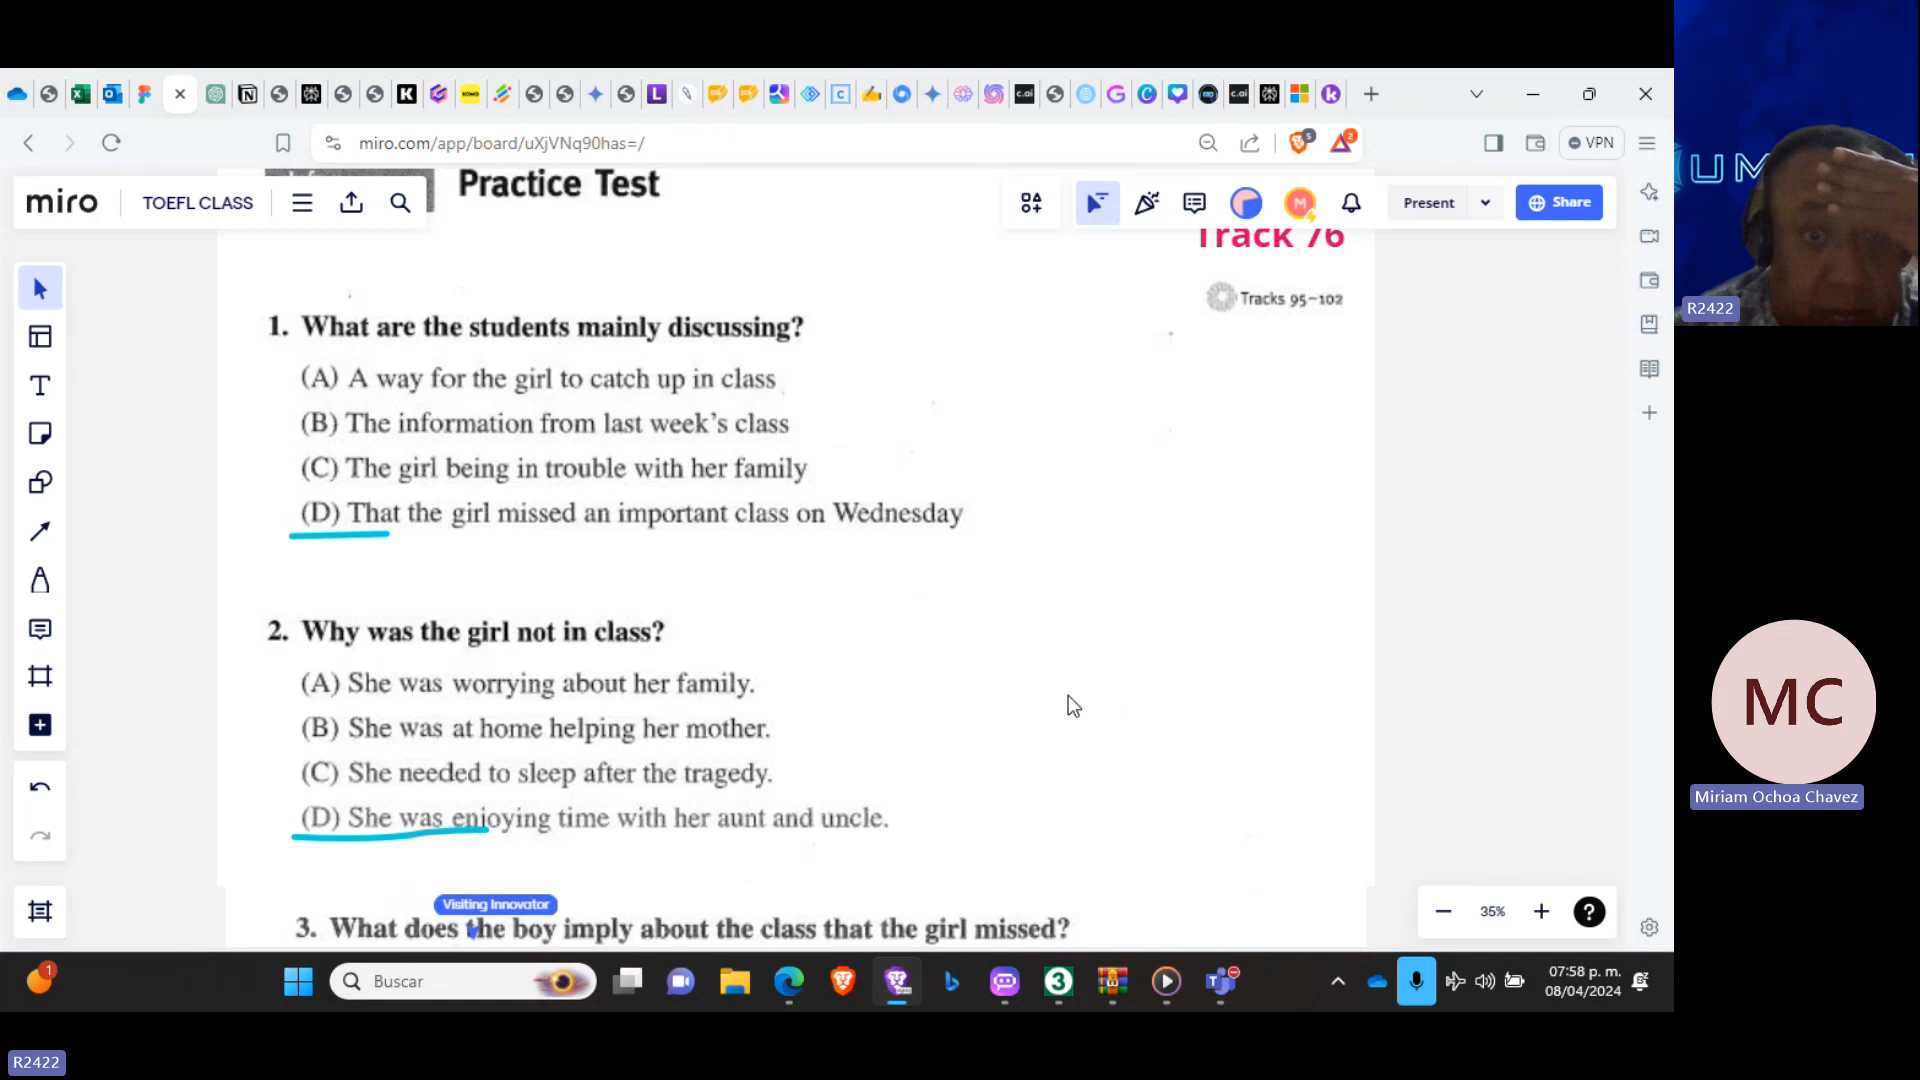 miro.com/app/board/uXjVNq90has=/
VPN
miro
TOEFL CLASS
Practice Test
Present
Share
Track 76
Tracks 95–102
1. What are the students mainly discussing?
(A) A way for the girl to catch up in class
(B) The information from last week's class
(C) The girl being in trouble with her family
(D) That the girl missed an important class on Wednesday
2. Why was the girl not in class?
(A) She was worrying about her family.
(B) She was at home helping her mother.
(C) She needed to sleep after the tragedy.
(D) She was enjoying time with her aunt and uncle.
Visiting Innovator
3. What does the boy imply about the class that the girl missed?
35%
Buscar
07:58 p. m.
08/04/2024
R2422
MC
Miriam Ochoa Chavez
R2422